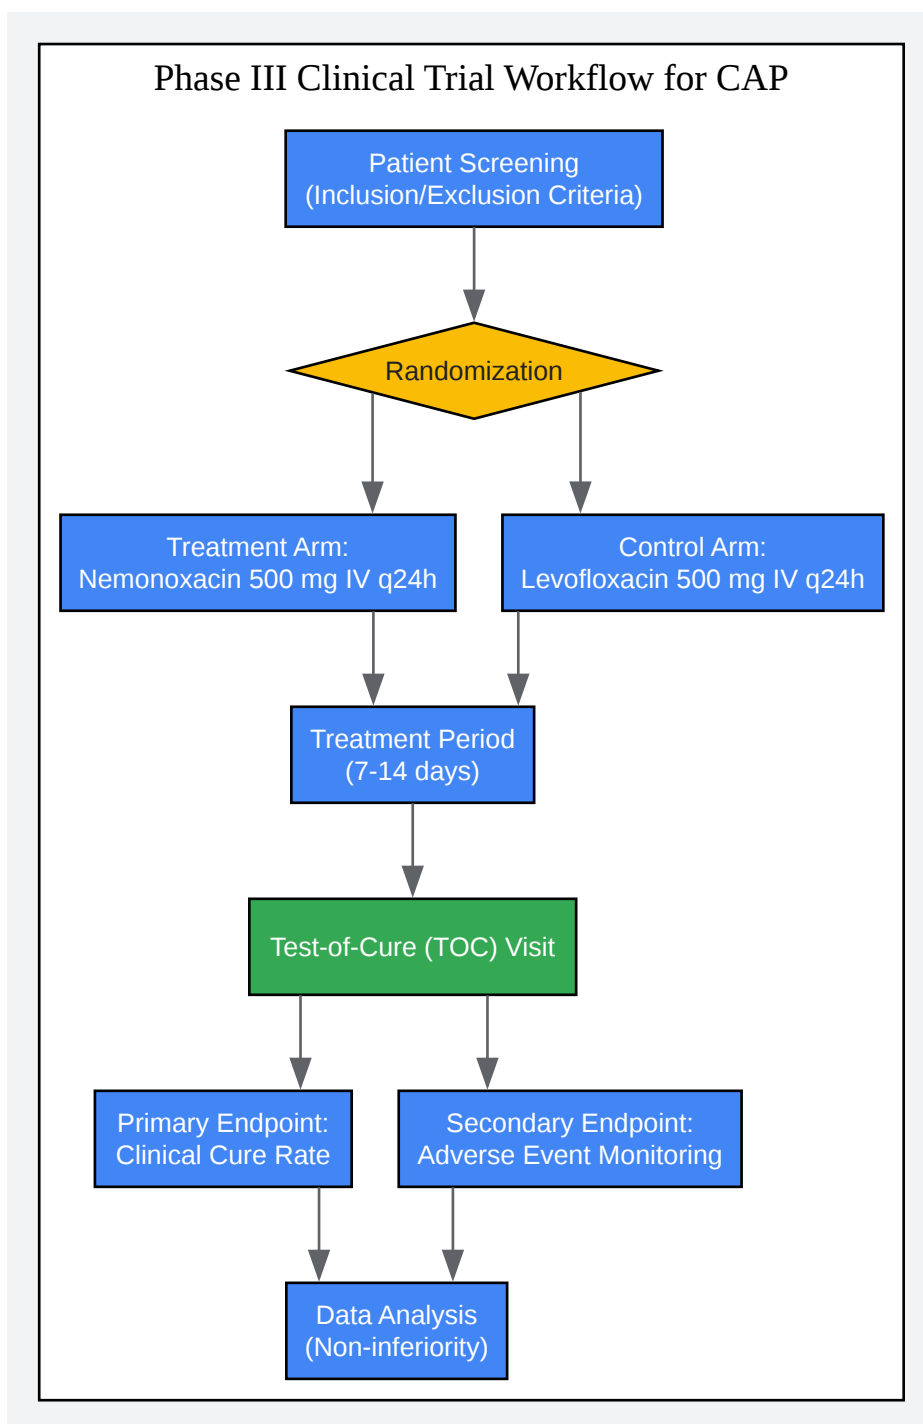 Phase III Clinical Trial Workflow for CAP
Patient Screening
(Inclusion/Exclusion Criteria)
Randomization
Treatment Arm:
Nemonoxacin 500 mg IV q24h
Control Arm:
Levofloxacin 500 mg IV q24h
Treatment Period
(7-14 days)
Test-of-Cure (TOC) Visit
Primary Endpoint:
Clinical Cure Rate
Secondary Endpoint:
Adverse Event Monitoring
Data Analysis
(Non-inferiority)